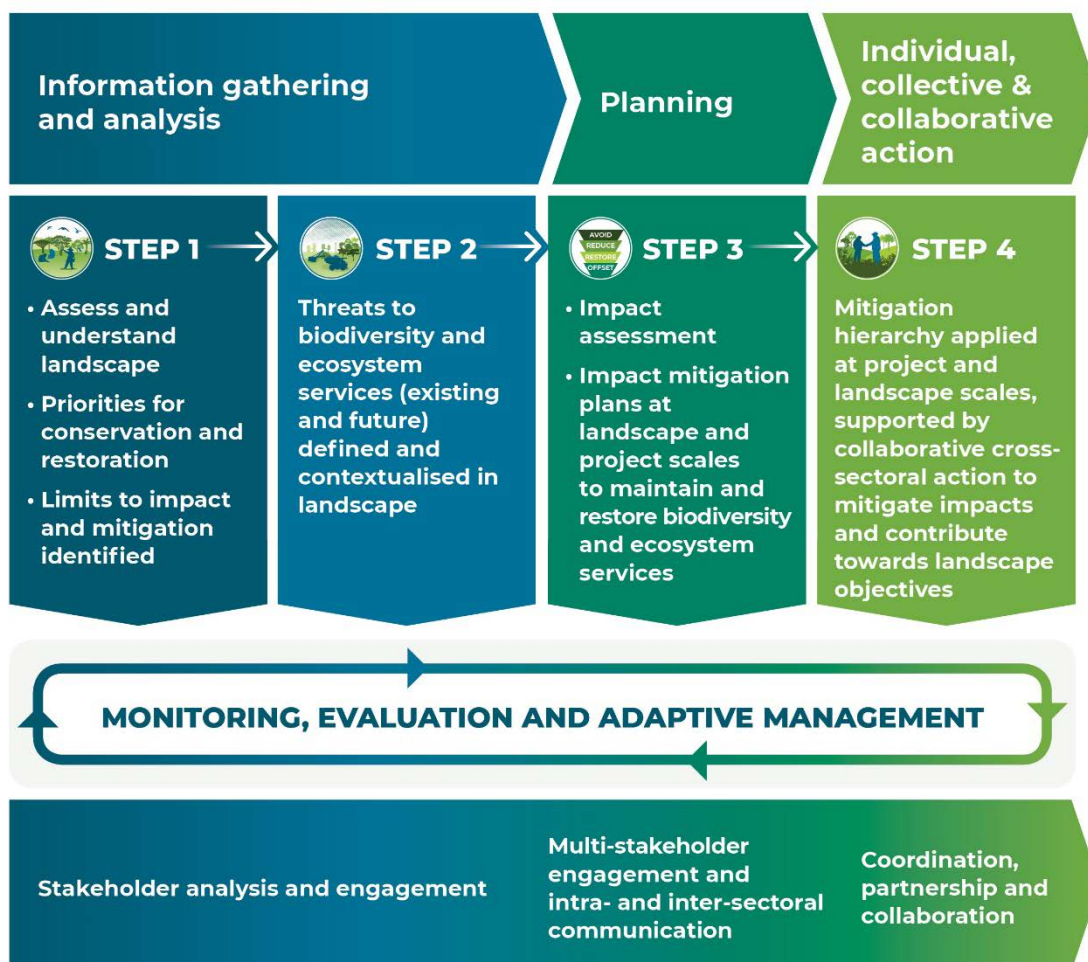 Information gathering
and analysis
Planning
Individual,
collective &
collaborative
action
STEP 1
• Assess and
understand
landscape
• Priorities for
conservation and
restoration
• Limits to impact
and mitigation
identified
STEP 2
Threats to
biodiversity and
ecosystem
services (existing
and future)
defined and
contextualised in
landscape
AVOID
REDUCE
RESTORE
OFFSET
STEP 3
• Impact
assessment
• Impact mitigation
plans at
landscape and
project scales
to maintain and
restore biodiversity
and ecosystem
services
STEP 4
Mitigation
hierarchy applied
at project and
landscape scales,
supported by
collaborative cross-
sectoral action to
mitigate impacts
and contribute
towards landscape
objectives
MONITORING, EVALUATION AND ADAPTIVE MANAGEMENT
Stakeholder analysis and engagement
Multi-stakeholder
engagement and
intra- and inter-sectoral
communication
Coordination,
partnership and
collaboration